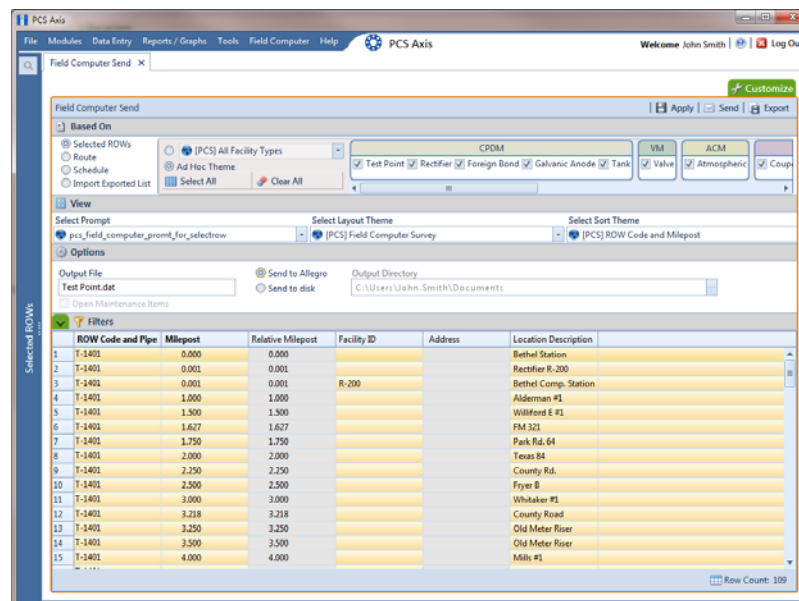 PCS Axis
File Modules Data Entry Reports / Graphs Tools Field Computer Help PCS Axis Welcome John Smith Log Ou
Field Computer Send
Customize
Field Computer Send Apply Send Export
Based On
Selected ROWs
Route
Schedule
Import Exported List
[PCS] All Facility Types
Ad Hoc Theme
Select All Clear All
CPDM
Test Point Rectifier Foreign Bond Galvanic Anode Tank
VM
Valve
ACM
Atmospheric
Coup
View
Select Prompt Select Layout Theme Select Sort Theme
pcs_field_computer_promt_for_selectrow [PCS] Field Computer Survey [PCS] ROW Code and Milepost
Options
Output File Send to Allegro Output Directory
Test Point.dat Send to disk C:\Users\John.Smith\Documents
Open Maintenance Items
Selected ROWs
Filters
ROW Code and Pipe Milepost Relative Milepost Facility ID Address Location Description
1 T-1401 0.000 0.000 Bethel Station
2 T-1401 0.001 0.001 Rectifier R-200
3 T-1401 0.001 0.001 R-200 Bethel Comp. Station
4 T-1401 1.000 1.000 Alderman #1
5 T-1401 1.500 1.500 Williford E #1
6 T-1401 1.627 1.627 FM 321
7 T-1401 1.750 1.750 Park Rd. 64
8 T-1401 2.000 2.000 Texas 84
9 T-1401 2.250 2.250 County Rd.
10 T-1401 2.500 2.500 Fryer B
11 T-1401 3.000 3.000 Whitaker #1
12 T-1401 3.218 3.218 County Road
13 T-1401 3.250 3.250 Old Meter Riser
14 T-1401 3.500 3.500 Old Meter Riser
15 T-1401 4.000 4.000 Mills #1
Row Count: 109